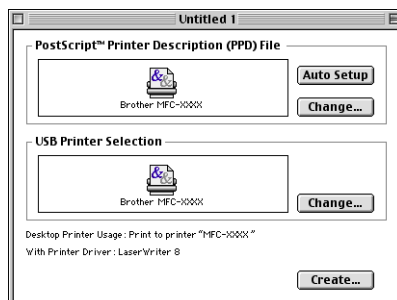 Untitled 1
PostScript™ Printer Description (PPD) File
Brother MFC-XXXX
Auto Setup
Change...
USB Printer Selection
Brother MFC-XXXX
Change...
Desktop Printer Usage: Print to printer "MFC-XXXX"
With Printer Driver: LaserWriter 8
Create...